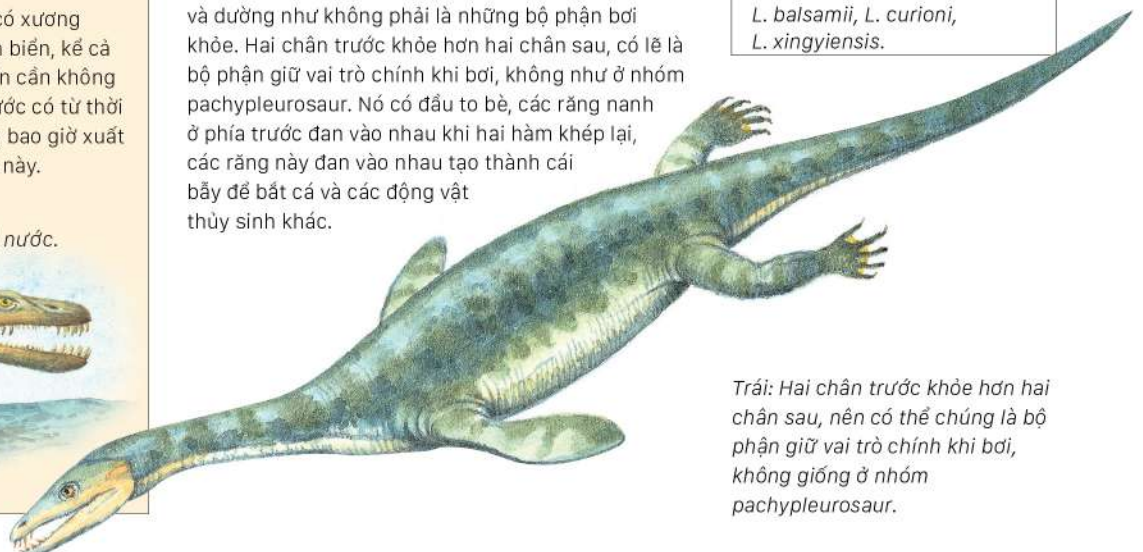 có xương
biển, kể cả
cần không
có từ thời
bao giờ xuất
này.
nước.
và dường như không phải là những bộ phận bơi
khỏe. Hai chân trước khỏe hơn hai chân sau, có lẽ là
bộ phận giữ vai trò chính khi bơi, không như ở nhóm
pachypleurosaur. Nó có đầu to bè, các răng nanh
ở phía trước đan vào nhau khi hai hàm khép lại,
các răng này đan vào nhau tạo thành cái
bẫy để bắt cá và các động vật
thủy sinh khác.
L. balsamii, L. curioni,
L. xingyiensis.
Trái: Hai chân trước khỏe hơn hai
chân sau, nên có thể chúng là bộ
phận giữ vai trò chính khi bơi,
không giống ở nhóm
pachypleurosaur.